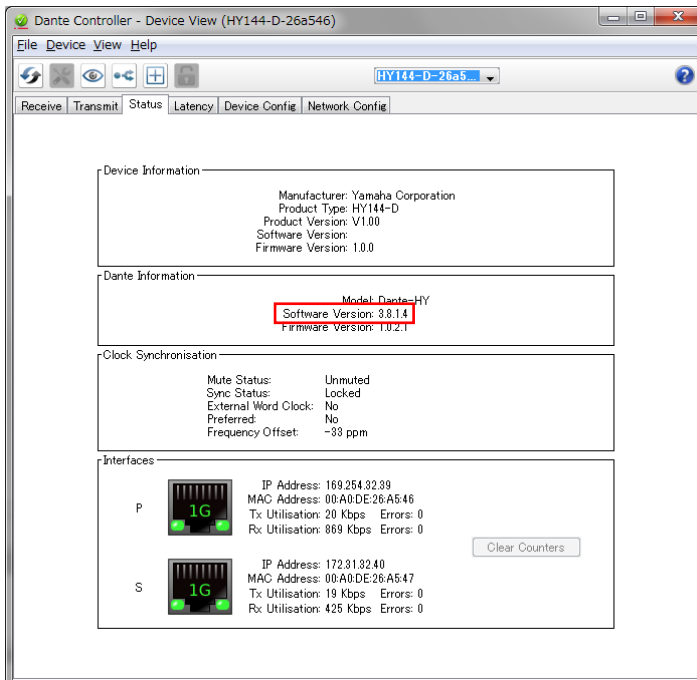 Dante Controller - Device View (HY144-D-26a546)
File Device View Help
HY144-D-26a5...
Receive Transmit Status Latency Device Config Network Config
Device Information
Manufacturer: Yamaha Corporation
Product Type: HY144-D
Product Version: V1.00
Software Version:
Firmware Version: 1.0.0
Dante Information
Model: Dante-HY
Software Version: 3.8.1.4
Firmware Version: 1.0.2.1
Clock Synchronisation
Mute Status: Unmuted
Sync Status: Locked
External Word Clock: No
Preferred: No
Frequency Offset: -33 ppm
Interfaces
P
1G
IP Address: 169.254.32.39
MAC Address: 00:A0:DE:26:A5:46
Tx Utilisation: 20 Kbps Errors: 0
Rx Utilisation: 869 Kbps Errors: 0
Clear Counters
S
1G
IP Address: 172.31.32.40
MAC Address: 00:A0:DE:26:A5:47
Tx Utilisation: 19 Kbps Errors: 0
Rx Utilisation: 425 Kbps Errors: 0